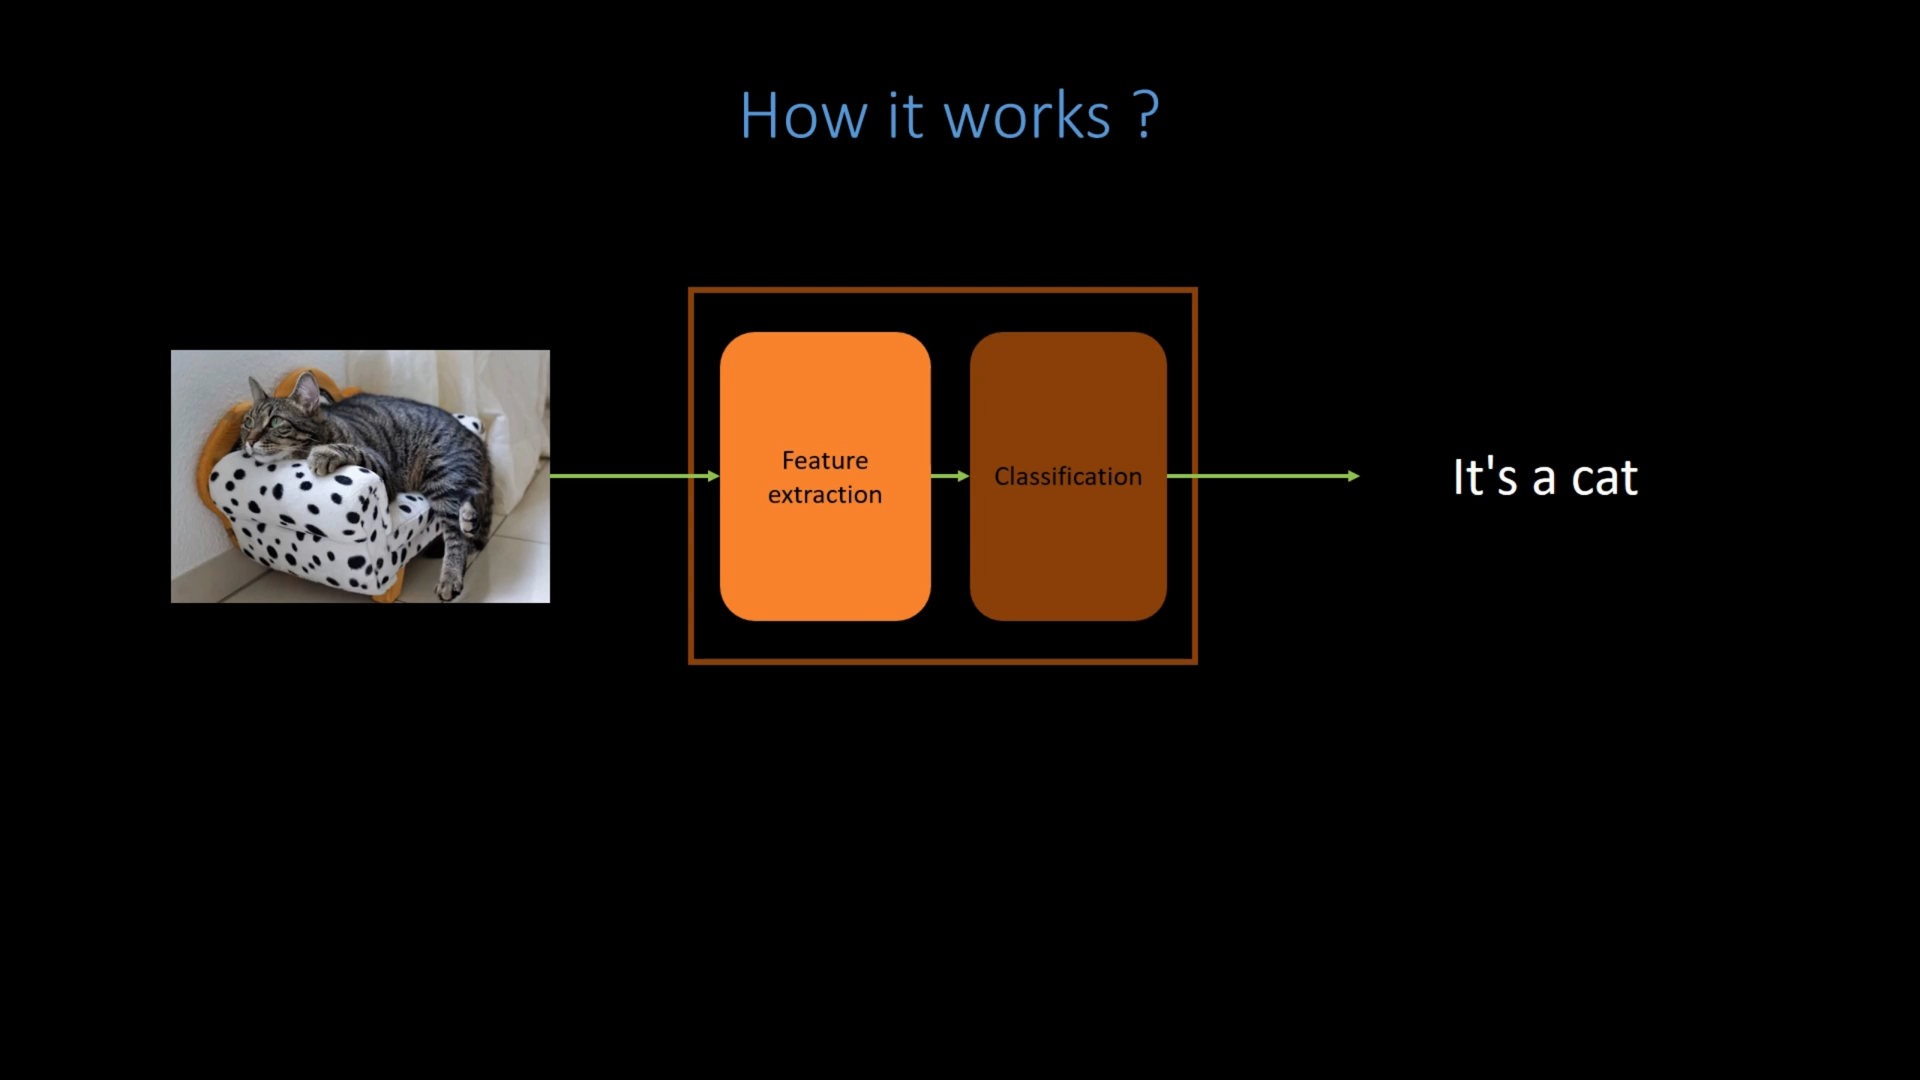 How it works ?
Feature
extraction
Classification
It's a cat